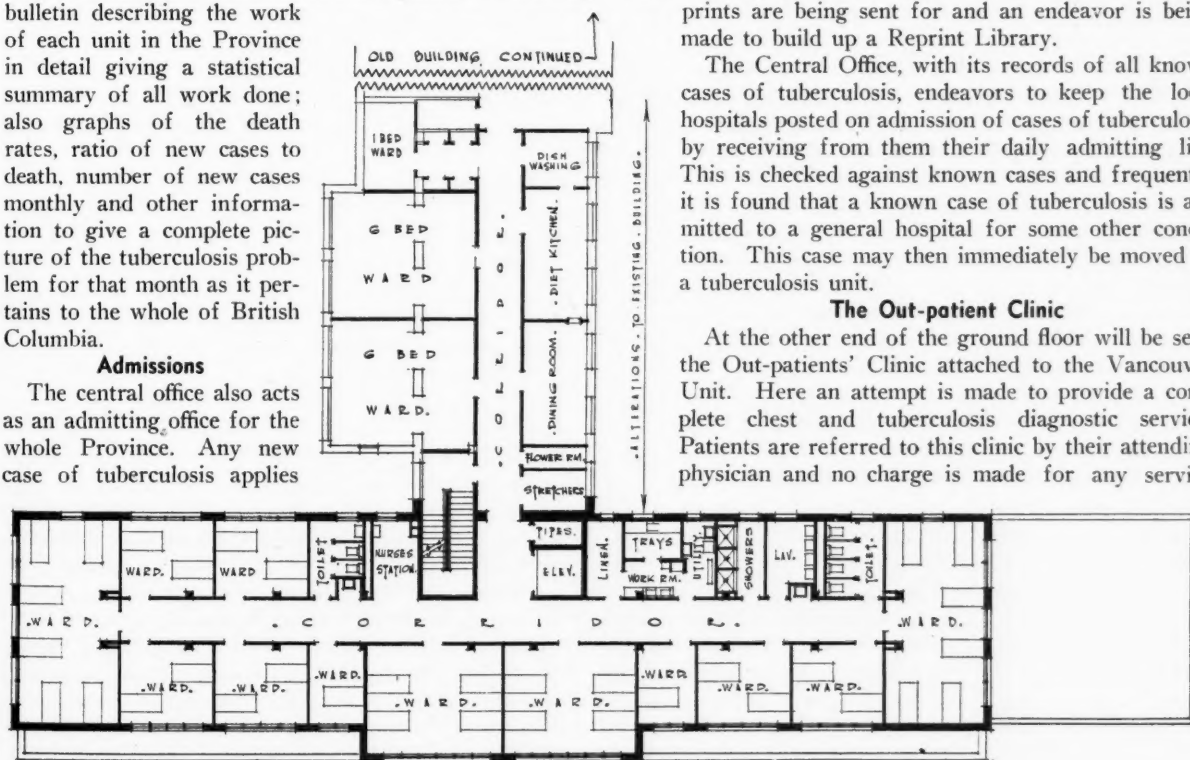 bulletin describing the work
of each unit in the Province
in detail giving a statistical
summary of all work done;
also graphs of the death
rates, ratio of new cases to
death, number of new cases
monthly and other informa-
tion to give a complete pic-
ture of the tuberculosis prob-
lem for that month as it per-
tains to the whole of British
Columbia.
Admissions
The central office also acts
as an admitting office for the
whole Province. Any new
case of tuberculosis applies
prints are being sent for and an endeavor is bei
made to build up a Reprint Library.
The Central Office, with its records of all know
cases of tuberculosis, endeavors to keep the lo
hospitals posted on admission of cases of tuberculo
by receiving from them their daily admitting li
This is checked against known cases and frequen
it is found that a known case of tuberculosis is a
mitted to a general hospital for some other con
tion. This case may then immediately be moved
a tuberculosis unit.
The Out-patient Clinic
At the other end of the ground floor will be se
the Out-patients' Clinic attached to the Vancouv
Unit. Here an attempt is made to provide a co
plete chest and tuberculosis diagnostic servic
Patients are referred to this clinic by their attendi
physician and no charge is made for any servi
OLD BUILDING CONTINUED
1 BED
WARD
DISH
WASHING
6 BED
WARD
DIET KITCHEN.
6 BED
WARD.
DINING ROOM.
.CORRIDOR.
.ALTERATIONS.TO.EXISTING.BUILDING.
FLOWER RM.
STRETCHERS
WARD.
WARD
TOILET
NURSES
STATION.
PIPES.
ELEV.
LINEN.
TRAYS
WORK RM.
UTILITY.
SHOWERS
LAV.
TOILET.
.WARD.
.CORRIDOR.
.WARD.
.WARD.
.WARD.
.WARD.
.WARD.
.WARD.
.WARD.
.WARD.
.WARD.